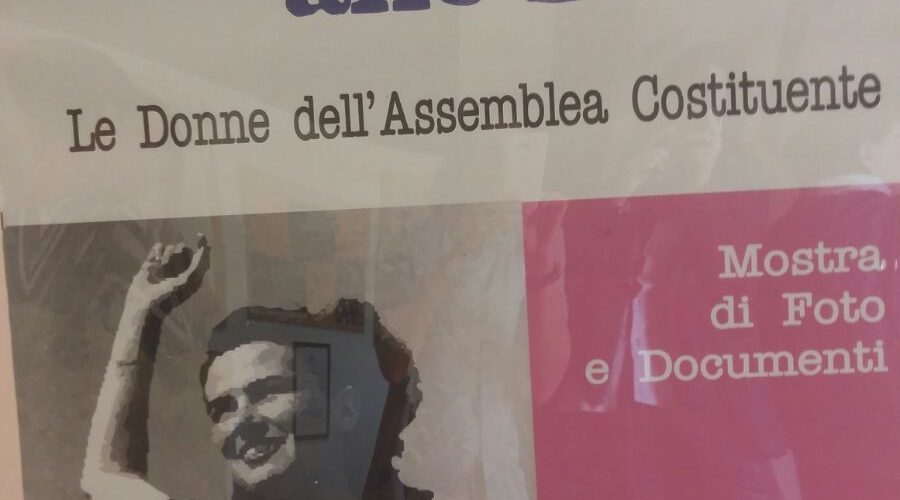 Le Donne dell'Assemblea Costituente
Mostra
di Foto
e Documenti